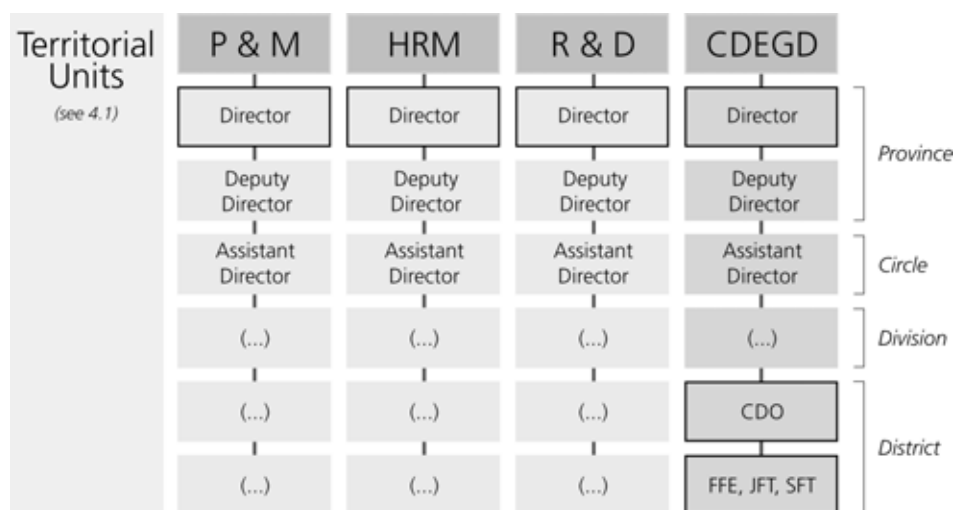 Territorial
Units
(see 4.1)
P & M
HRM
R & D
CDEGD
Director
Director
Director
Director
Province
Deputy
Director
Deputy
Director
Deputy
Director
Deputy
Director
Assistant
Director
Assistant
Director
Assistant
Director
Assistant
Director
Circle
(...)
(...)
(...)
(...)
Division
(...)
(...)
(...)
CDO
District
(...)
(...)
(...)
FFE, JFT, SFT